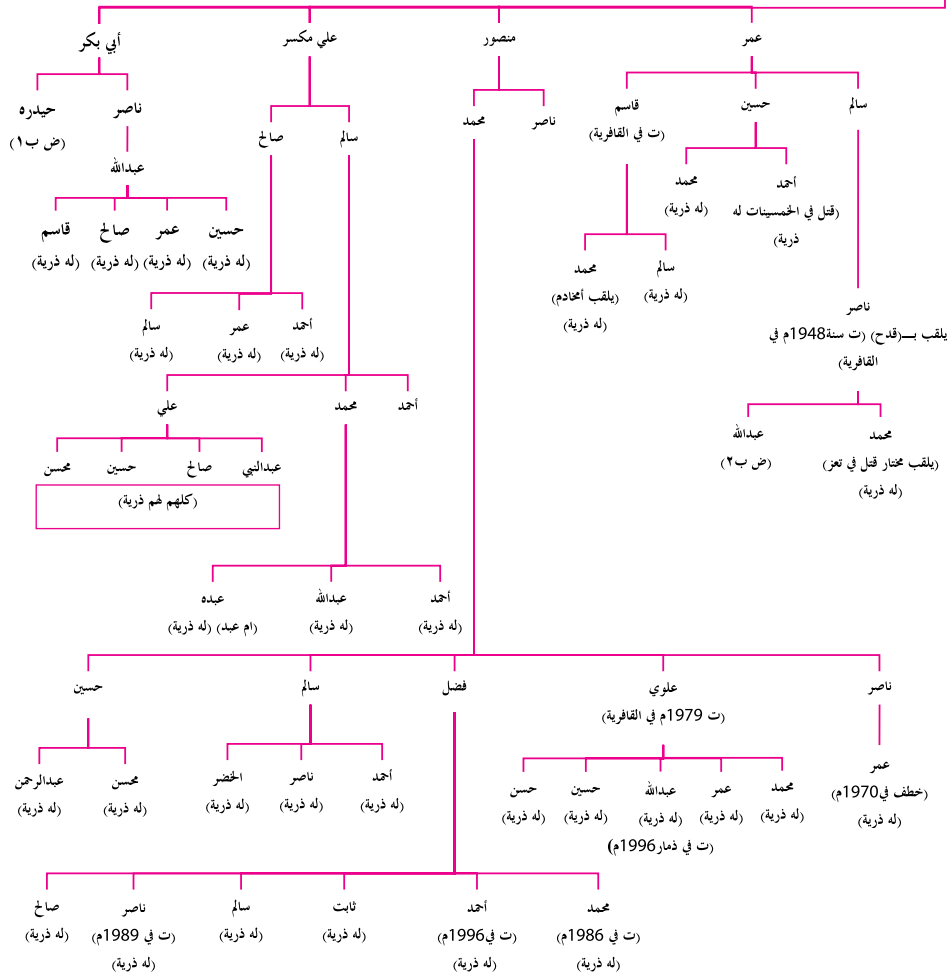 عمر
منصور
علي مكسر
أبي بكر
سالم
حسين
قاسم
(ت في القافرية)
ناصر
محمد
سالم
صالح
ناصر
حيدره
(ض ب١)
أحمد
(قتل في الخمسينات له
ذرية)
محمد
(له ذرية)
عبدالله
حسين
(له ذرية)
عمر
(له ذرية)
صالح
(له ذرية)
قاسم
(له ذرية)
سالم
(له ذرية)
محمد
(يلقب أمخادم)
(له ذرية)
ناصر
يلقب بــ(قدح) (ت سنة1948م في
القافرية)
أحمد
(له ذرية)
عمر
(له ذرية)
سالم
(له ذرية)
أحمد
محمد
علي
محمد
(يلقب مختار قتل في تعز)
(له ذرية)
عبدالله
(ض ب٢)
عبدالنبي
صالح
حسين
محسن
(كلهم لهم ذرية)
أحمد
(له ذرية)
عبدالله
(له ذرية)
عبده
(ام عبد) (له ذرية)
ناصر
علوي
(ت 1979م في القافرية)
فضل
سالم
حسين
عمر
(خطف في1970م)
(له ذرية)
محمد
(له ذرية)
عمر
(له ذرية)
عبدالله
(له ذرية)
(ت في ذمار1996م)
حسين
(له ذرية)
حسن
(له ذرية)
أحمد
(له ذرية)
ناصر
(له ذرية)
الخضر
(له ذرية)
محسن
(له ذرية)
عبدالرحمن
(له ذرية)
محمد
(ت في 1986م)
(له ذرية)
أحمد
(ت في1996م)
(له ذرية)
ثابت
(له ذرية)
سالم
(له ذرية)
ناصر
(ت في 1989م)
(له ذرية)
صالح
(له ذرية)